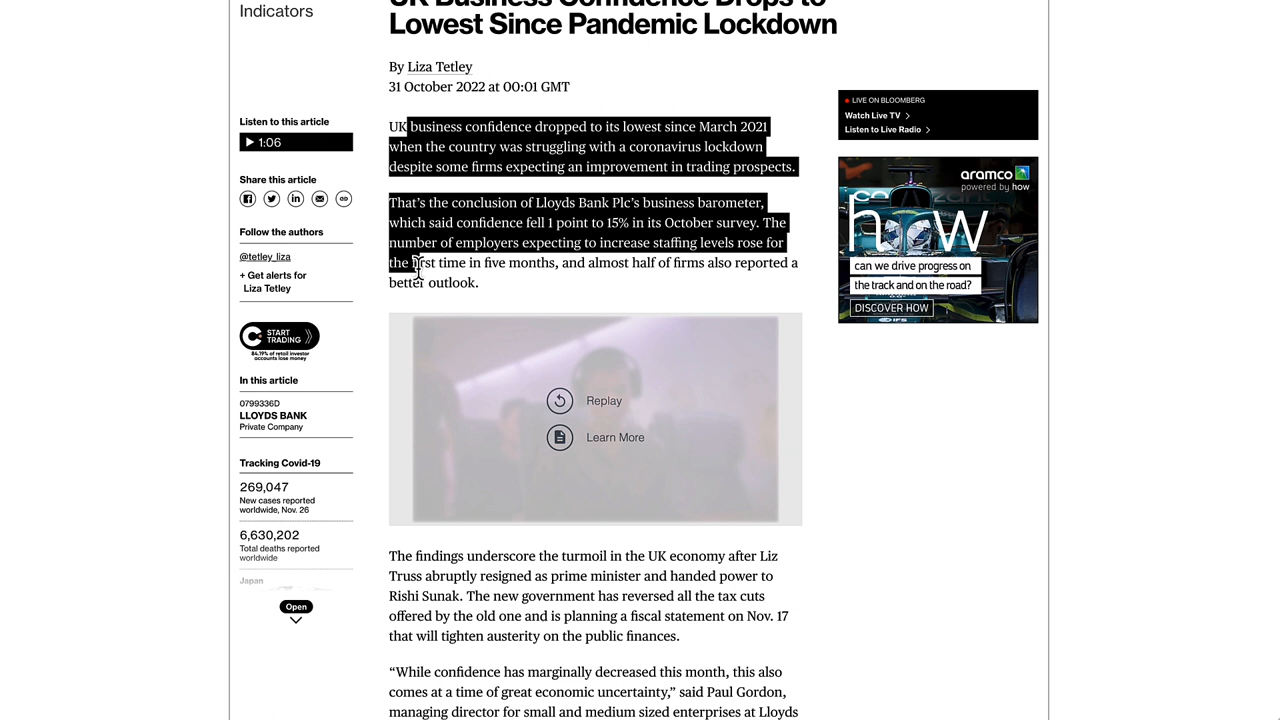 Indicators
UK Business Confidence Drops to
Lowest Since Pandemic Lockdown
By Liza Tetley
31 October 2022 at 00:01 GMT
Listen to this article
1:06
Share this article
Follow the authors
@tetley_liza
+ Get alerts for
Liza Tetley
START
TRADING
84.19% of retail investor
accounts lose money
In this article
0799336D
LLOYDS BANK
Private Company
Tracking Covid-19
269,047
New cases reported
worldwide, Nov. 26
6,630,202
Total deaths reported
worldwide
Japan
Open
UK business confidence dropped to its lowest since March 2021
when the country was struggling with a coronavirus lockdown
despite some firms expecting an improvement in trading prospects.
That’s the conclusion of Lloyds Bank Plc’s business barometer,
which said confidence fell 1 point to 15% in its October survey. The
number of employers expecting to increase staffing levels rose for
the first time in five months, and almost half of firms also reported a
better outlook.
Replay
Learn More
The findings underscore the turmoil in the UK economy after Liz
Truss abruptly resigned as prime minister and handed power to
Rishi Sunak. The new government has reversed all the tax cuts
offered by the old one and is planning a fiscal statement on Nov. 17
that will tighten austerity on the public finances.
“While confidence has marginally decreased this month, this also
comes at a time of great economic uncertainty,” said Paul Gordon,
managing director for small and medium sized enterprises at Lloyds
LIVE ON BLOOMBERG
Watch Live TV
Listen to Live Radio
aramco
powered by how
how
can we drive progress on
the track and on the road?
DISCOVER HOW